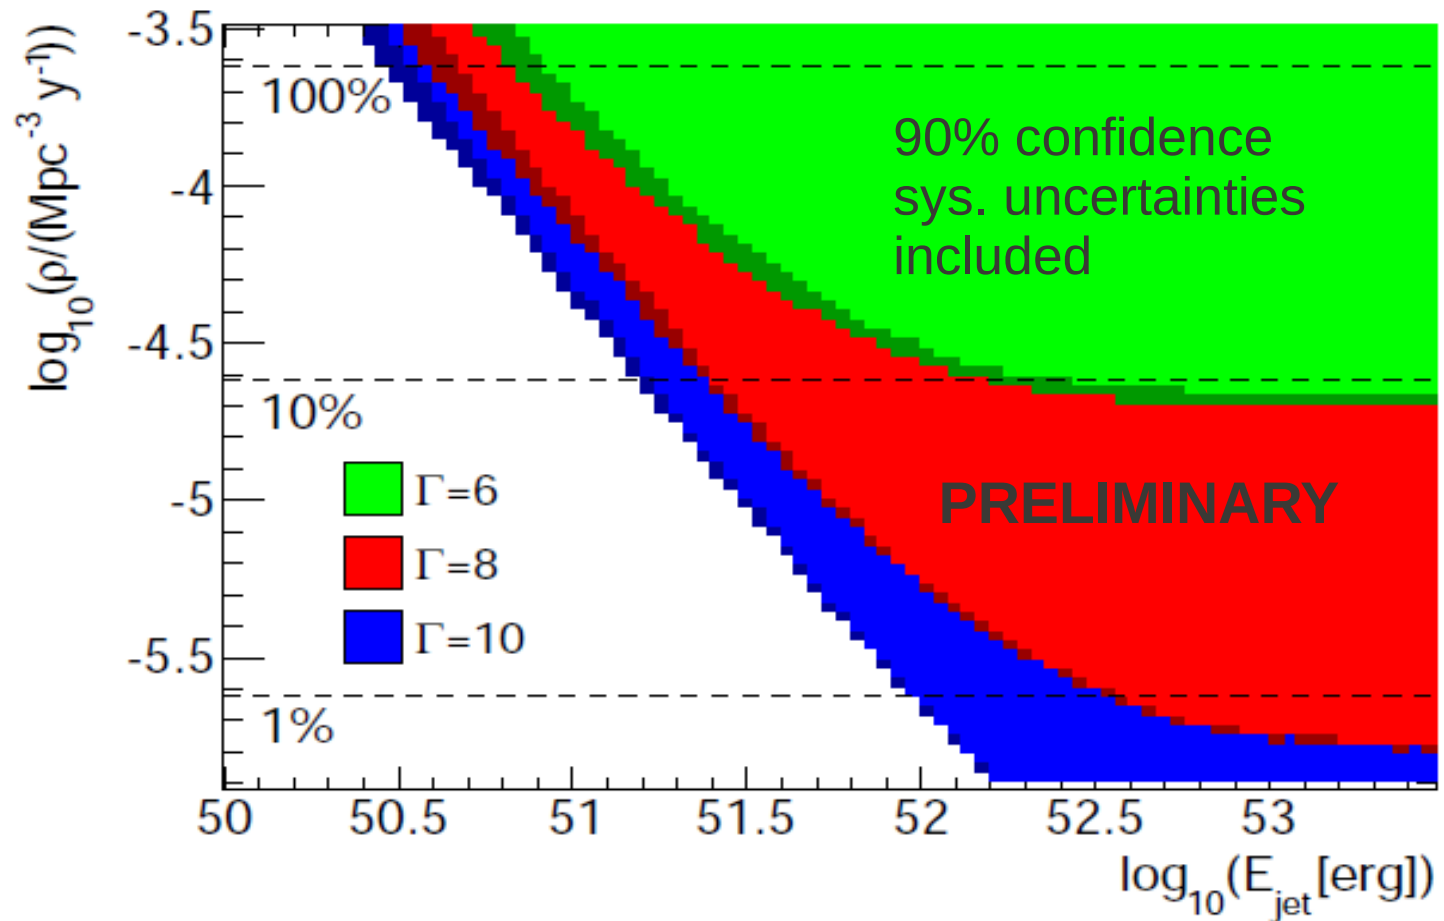 log10(ρ/(Mpc-3 y-1))
-3.5
100%
90% confidence
sys. uncertainties
included
-4
-4.5
10%
Γ=6
-5
PRELIMINARY
Γ=8
Γ=10
-5.5
1%
50 50.5 51 51.5 52 52.5 53
log10(Ejet [erg])